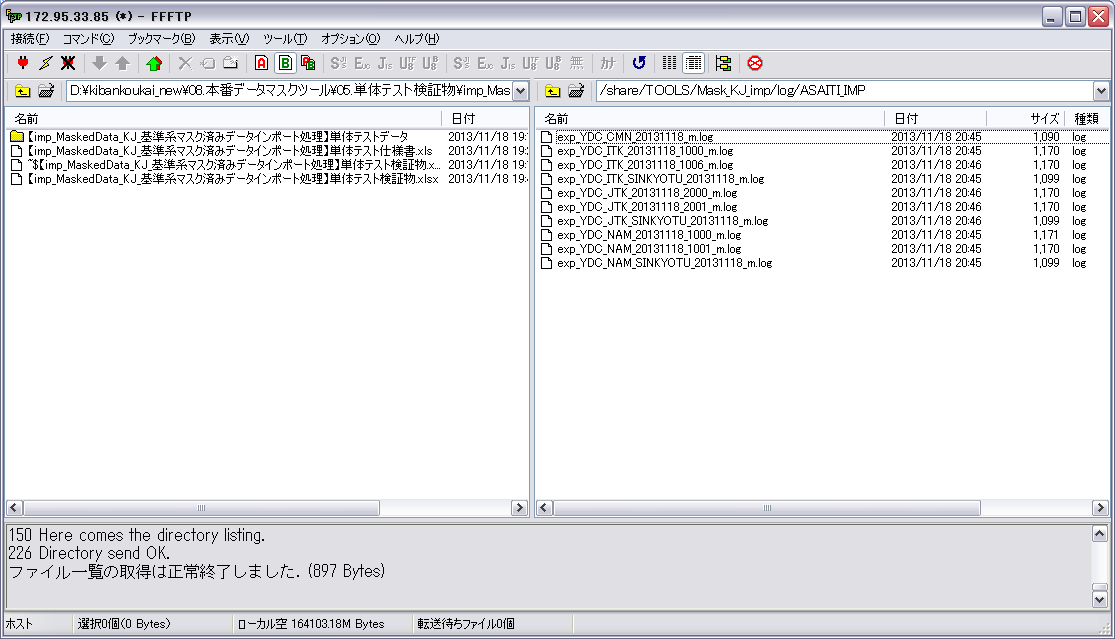 172.95.33.85 (*) - FFFTP
接続(F) コマンド(C) ブックマーク(B) 表示(V) ツール(T) オプション(O) ヘルプ(H)
A B S-JIS EUC JIS UTF8 UTF8 S-JIS EUC JIS UTF8 UTF8 無 カナ
D:¥kibankoukai_new¥08.本番データマスクツール¥05.単体テスト検証物¥imp_Mas
/share/TOOLS/Mask_KJ_imp/log/ASAITI_IMP
名前 日付
【imp_MaskedData_KJ_基準系マスク済みデータインポート処理】単体テストデータ 2013/11/18 19:
【imp_MaskedData_KJ_基準系マスク済みデータインポート処理】単体テスト仕様書.xls 2013/11/18 19:
~$【imp_MaskedData_KJ_基準系マスク済みデータインポート処理】単体テスト検証物.x... 2013/11/18 19:
【imp_MaskedData_KJ_基準系マスク済みデータインポート処理】単体テスト検証物.xlsx 2013/11/18 19:
名前 日付 サイズ 種類
exp_YDC_CMN_20131118_m.log 2013/11/18 20:45 1,090 log
exp_YDC_ITK_20131118_1000_m.log 2013/11/18 20:45 1,170 log
exp_YDC_ITK_20131118_1006_m.log 2013/11/18 20:46 1,170 log
exp_YDC_ITK_SINKYOTU_20131118_m.log 2013/11/18 20:45 1,099 log
exp_YDC_JTK_20131118_2000_m.log 2013/11/18 20:46 1,170 log
exp_YDC_JTK_20131118_2001_m.log 2013/11/18 20:46 1,170 log
exp_YDC_JTK_SINKYOTU_20131118_m.log 2013/11/18 20:46 1,099 log
exp_YDC_NAM_20131118_1000_m.log 2013/11/18 20:45 1,171 log
exp_YDC_NAM_20131118_1001_m.log 2013/11/18 20:45 1,170 log
exp_YDC_NAM_SINKYOTU_20131118_m.log 2013/11/18 20:45 1,099 log
150 Here comes the directory listing.
226 Directory send OK.
ファイル一覧の取得は正常終了しました. (897 Bytes)
ホスト 選択0個(0 Bytes) ローカル空 164103.18M Bytes 転送待ちファイル0個